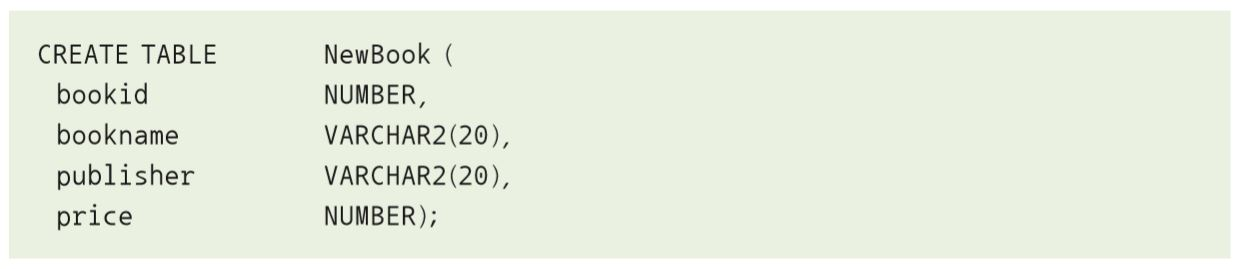 CREATE TABLE NewBook (
bookid NUMBER,
bookname VARCHAR2(20),
publisher VARCHAR2(20),
price NUMBER);